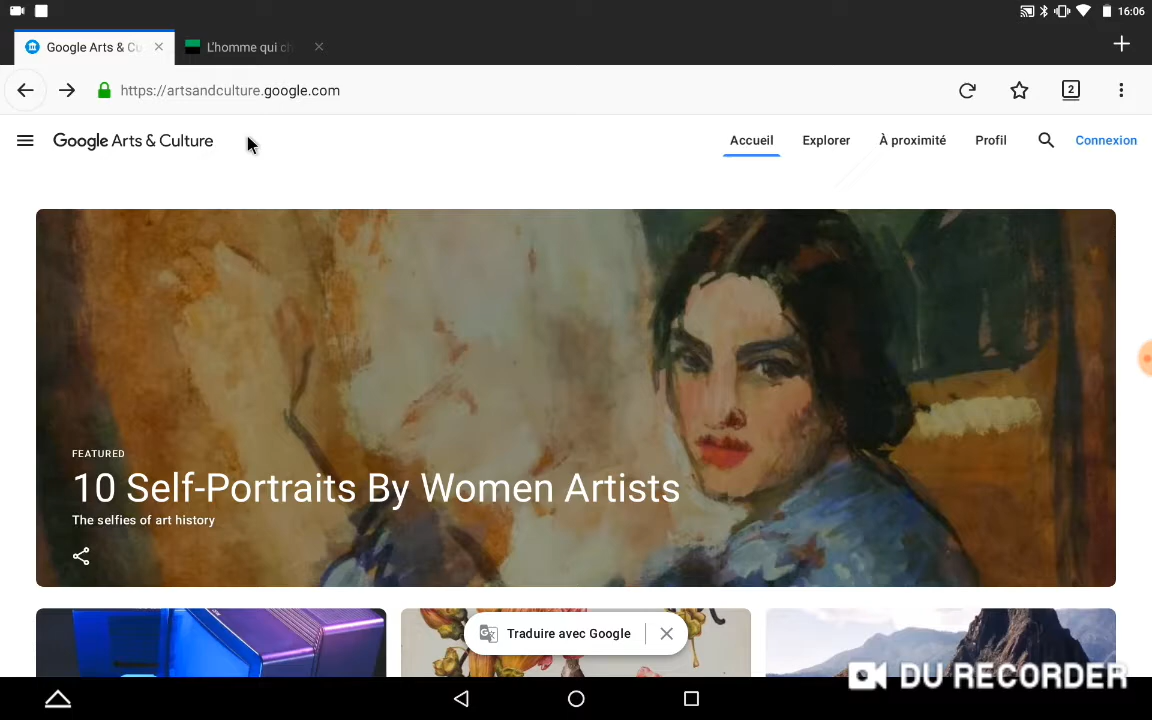 16:06
Google Arts & Cu
L'homme qui ch
https://artsandculture.google.com
2
Google Arts & Culture
Accueil
Explorer
À proximité
Profil
Connexion
FEATURED
10 Self-Portraits By Women Artists
The selfies of art history
Traduire avec Google
DU RECORDER